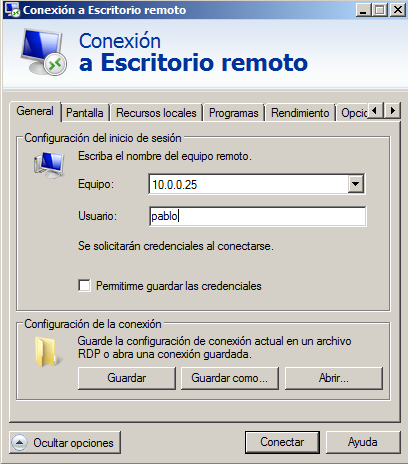 Conexión a Escritorio remoto
Conexión
a Escritorio remoto
General Pantalla Recursos locales Programas Rendimiento Opcio
Configuración del inicio de sesión
Escriba el nombre del equipo remoto.
Equipo: 10.0.0.25
Usuario: pablo
Se solicitarán credenciales al conectarse.
Permitirme guardar las credenciales
Configuración de la conexión
Guarde la configuración de conexión actual en un archivo
RDP o abra una conexión guardada.
Guardar Guardar como... Abrir...
Ocultar opciones Conectar Ayuda